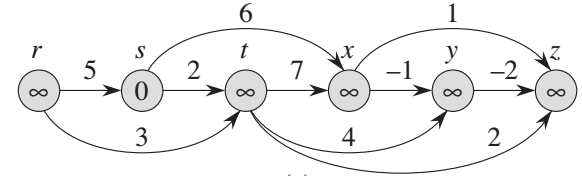 6 1
r s t x y z
5 2 7 –1 –2
∞ 0 ∞ ∞ ∞ ∞
3 4 2